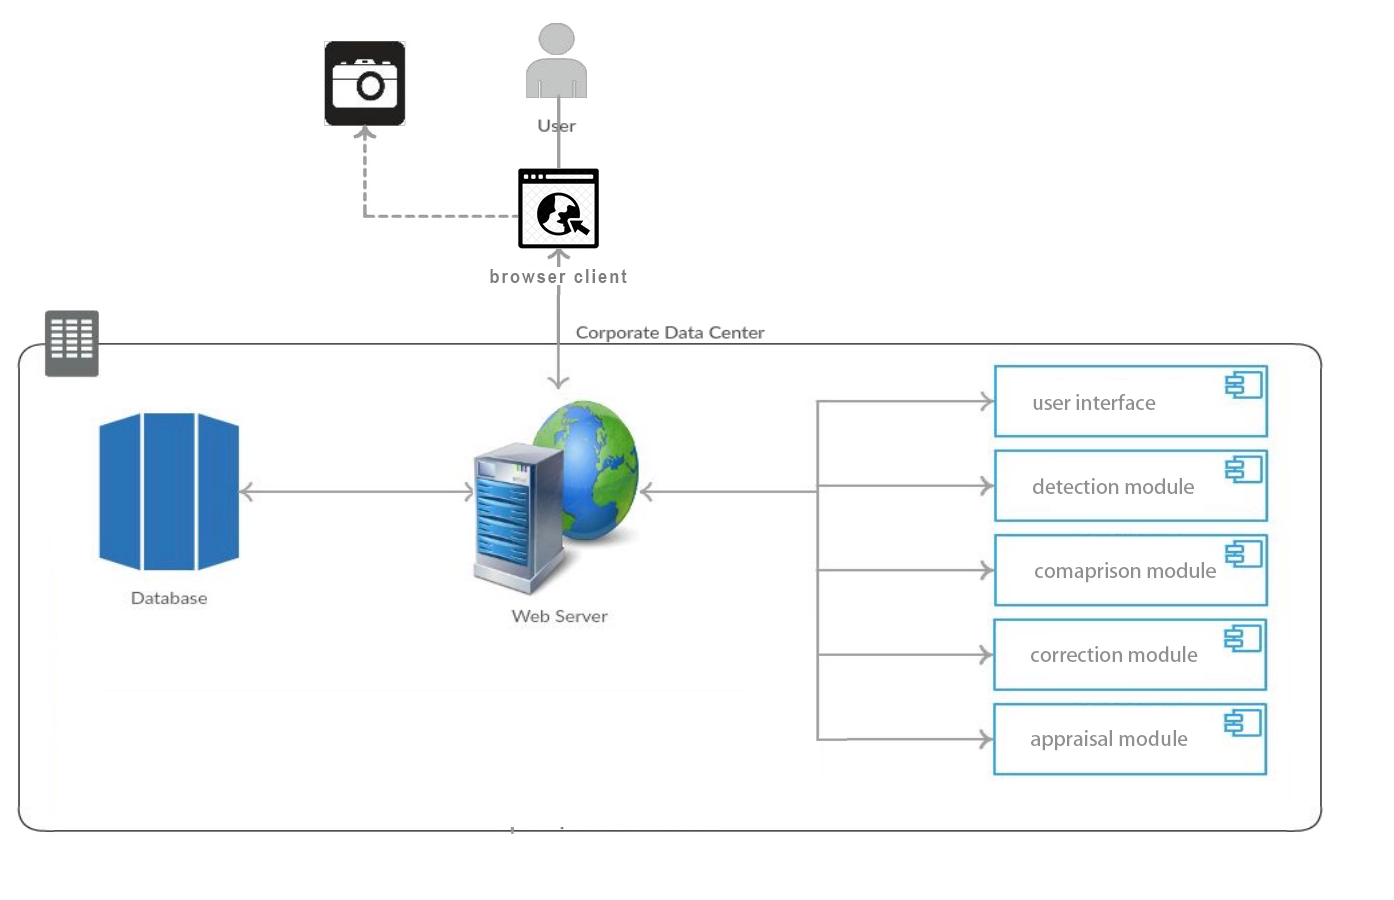 User
browser client
Corporate Data Center
user interface
detection module
comaprison module
correction module
appraisal module
Database
Web Server